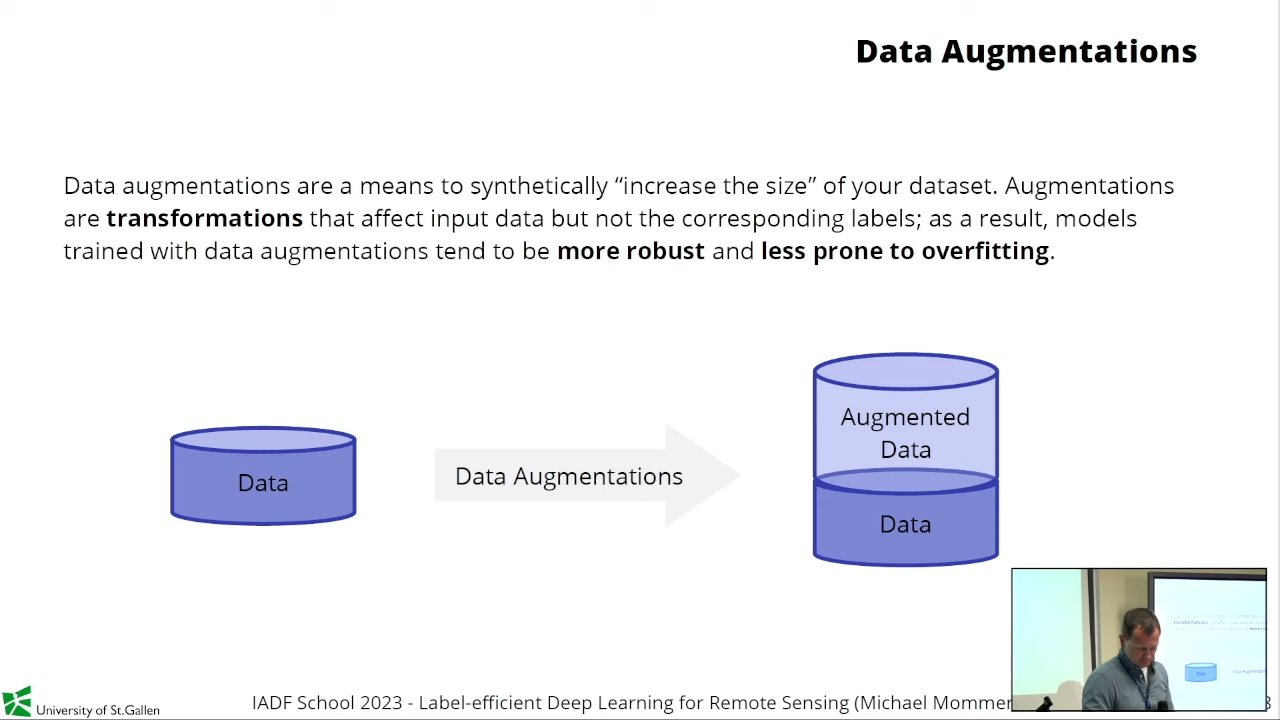 Data Augmentations
Data augmentations are a means to synthetically “increase the size” of your dataset. Augmentations
are transformations that affect input data but not the corresponding labels; as a result, models
trained with data augmentations tend to be more robust and less prone to overfitting.
Data
Data Augmentations
Augmented
Data
Data
University of St.Gallen
IADF School 2023 - Label-efficient Deep Learning for Remote Sensing (Michael